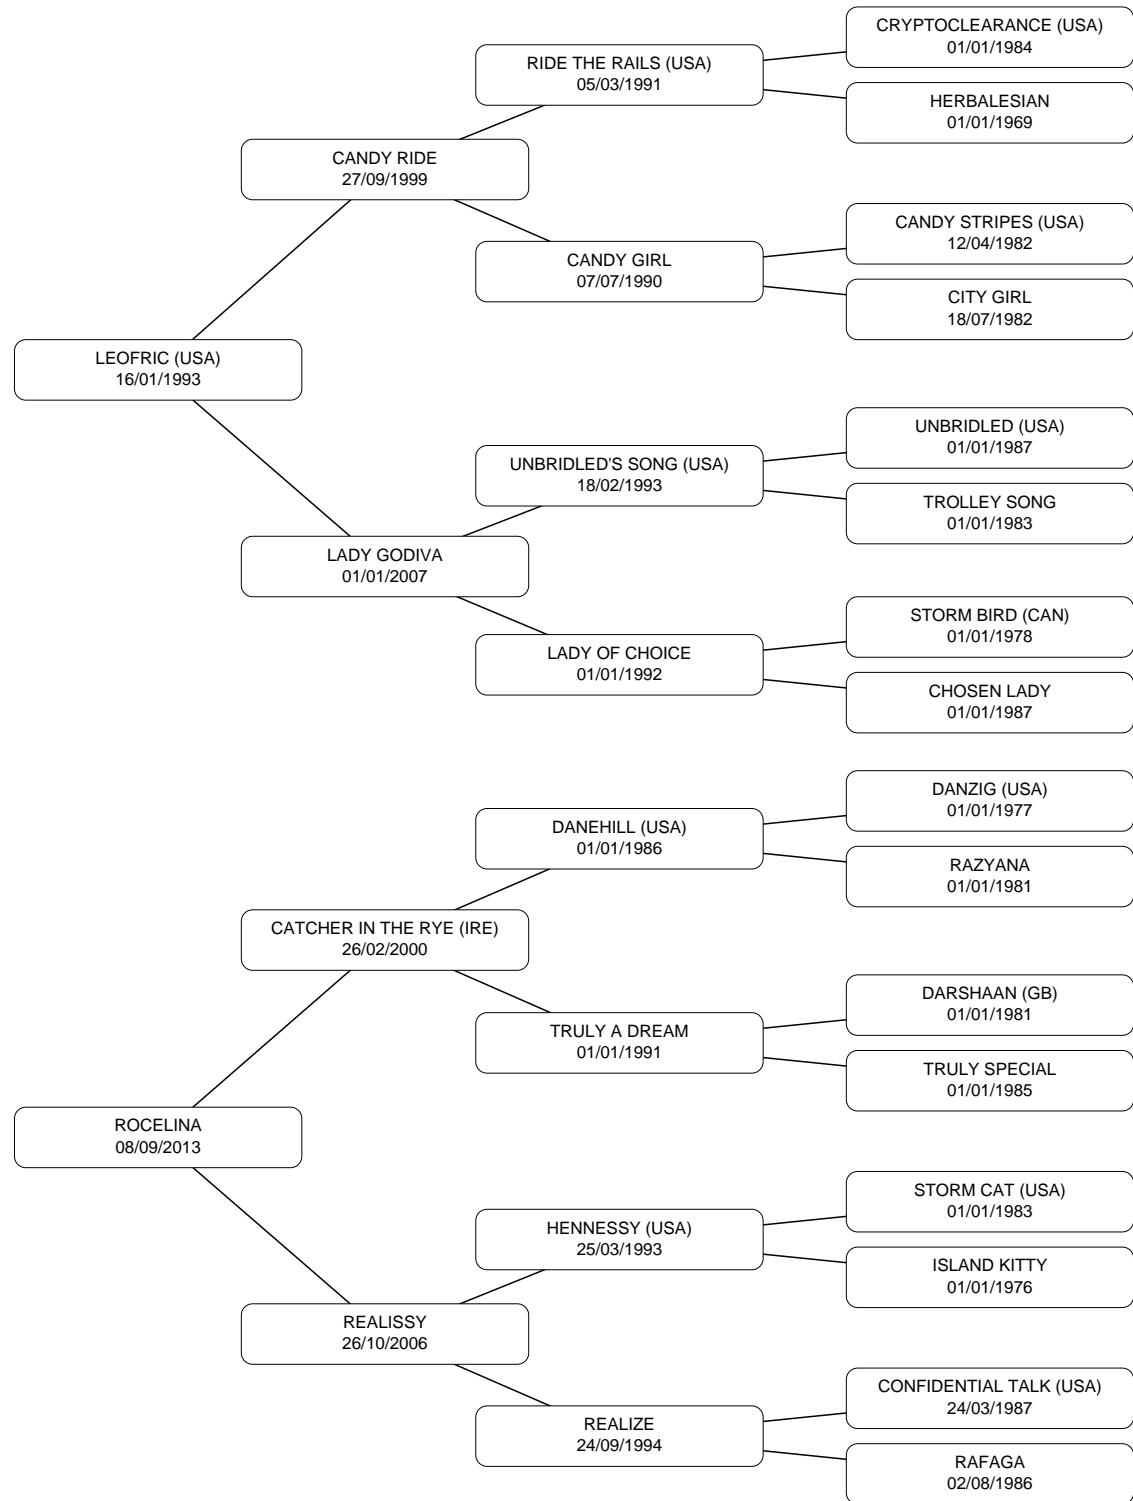 CRYPTOCLEARANCE (USA)
01/01/1984
RIDE THE RAILS (USA)
05/03/1991
HERBALESIAN
01/01/1969
CANDY RIDE
27/09/1999
CANDY STRIPES (USA)
12/04/1982
CANDY GIRL
07/07/1990
CITY GIRL
18/07/1982
LEOFRIC (USA)
16/01/1993
UNBRIDLED (USA)
01/01/1987
UNBRIDLED'S SONG (USA)
18/02/1993
TROLLEY SONG
01/01/1983
LADY GODIVA
01/01/2007
STORM BIRD (CAN)
01/01/1978
LADY OF CHOICE
01/01/1992
CHOSEN LADY
01/01/1987
DANZIG (USA)
01/01/1977
DANEHILL (USA)
01/01/1986
RAZYANA
01/01/1981
CATCHER IN THE RYE (IRE)
26/02/2000
DARSHAAN (GB)
01/01/1981
TRULY A DREAM
01/01/1991
TRULY SPECIAL
01/01/1985
ROCELINA
08/09/2013
STORM CAT (USA)
01/01/1983
HENNESSY (USA)
25/03/1993
ISLAND KITTY
01/01/1976
REALISSY
26/10/2006
CONFIDENTIAL TALK (USA)
24/03/1987
REALIZE
24/09/1994
RAFAGA
02/08/1986